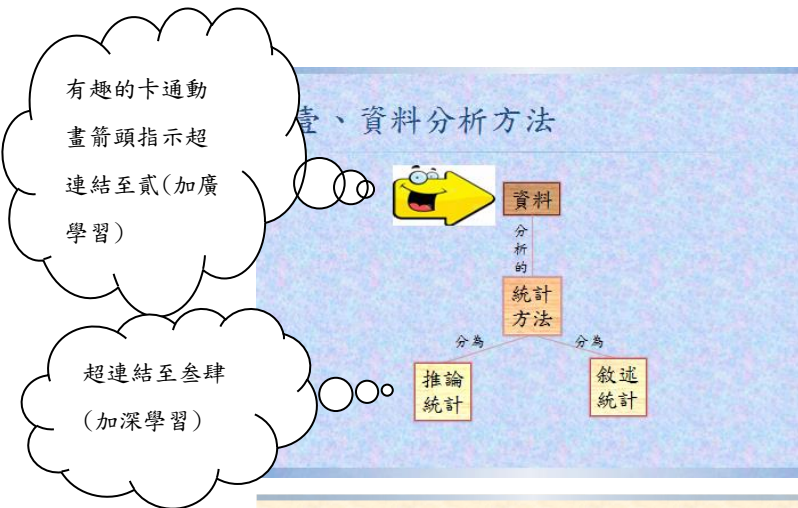 有趣的卡通動
畫箭頭指示超
連結至貳(加廣
學習)
壹、資料分析方法
資料
分
析
的
統計
方法
分為
分為
推論
統計
敘述
統計
超連結至叁肆
(加深學習)